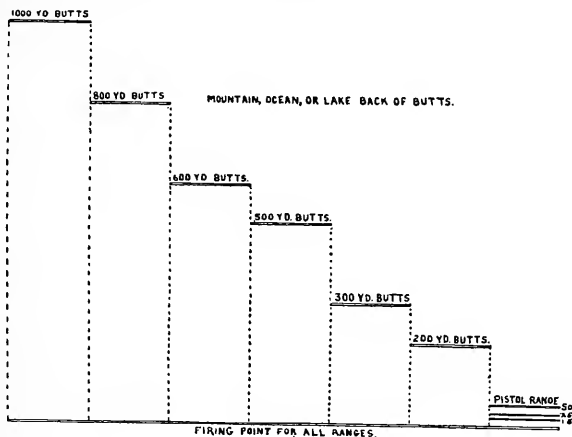 1000 YD BUTTS
800 YD BUTTS
MOUNTAIN, OCEAN, OR LAKE BACK OF BUTTS.
600 YD BUTTS.
500 YD. BUTTS.
300 YD. BUTTS
200 YD. BUTTS.
PISTOL RANGE
50
FIRING POINT FOR ALL RANGES.